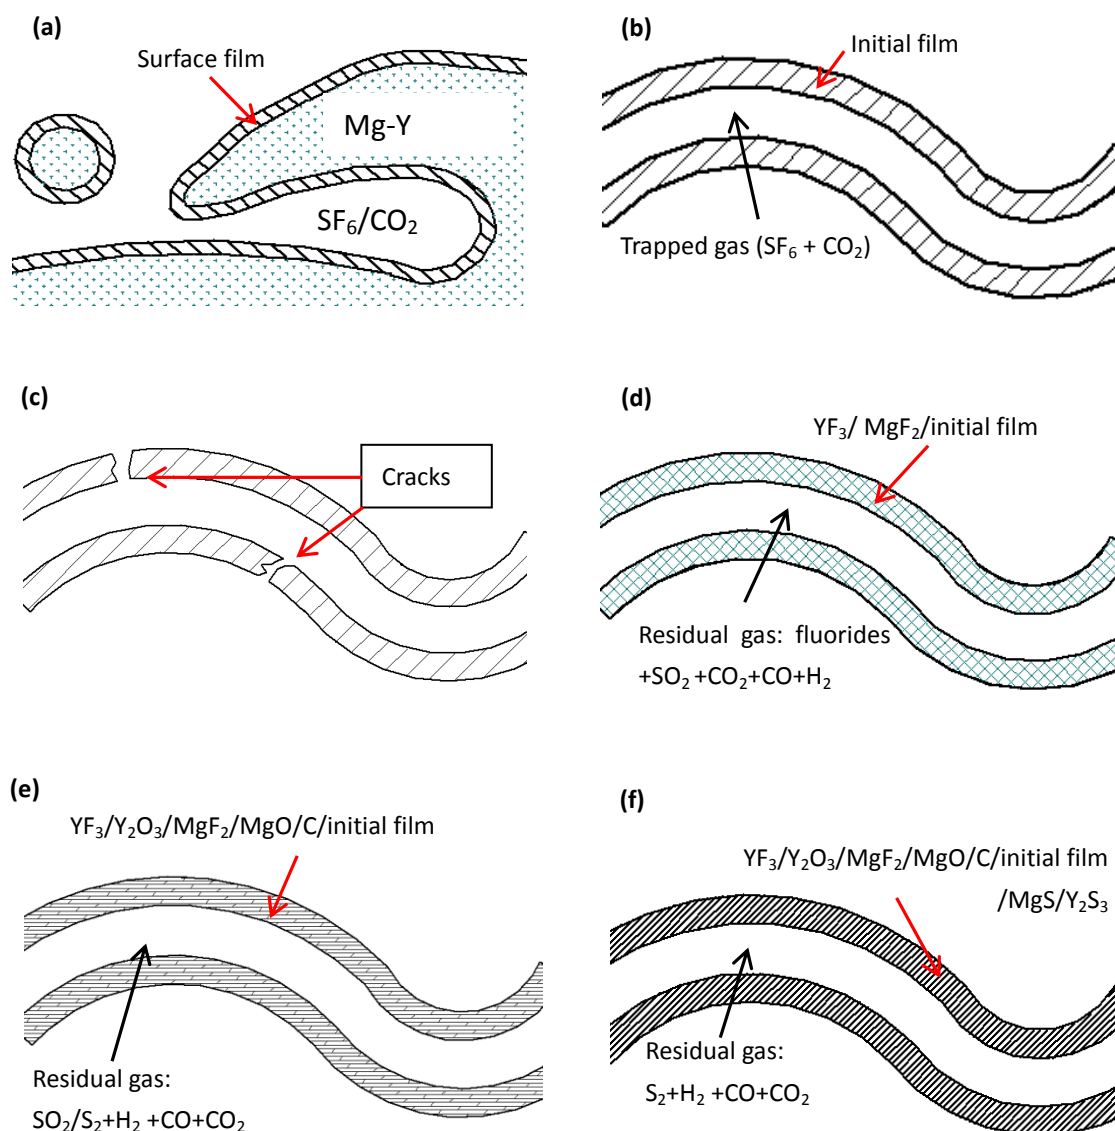 (a)
Surface film
Mg-Y
SF₆/CO₂
(b)
Initial film
Trapped gas (SF₆ + CO₂)
(c)
Cracks
(d)
YF₃/ MgF₂/initial film
Residual gas: fluorides
+SO₂ +CO₂+CO+H₂
(e)
YF₃/Y₂O₃/MgF₂/MgO/C/initial film
Residual gas:
SO₂/S₂+H₂ +CO+CO₂
(f)
YF₃/Y₂O₃/MgF₂/MgO/C/initial film
/MgS/Y₂S₃
Residual gas:
S₂+H₂ +CO+CO₂